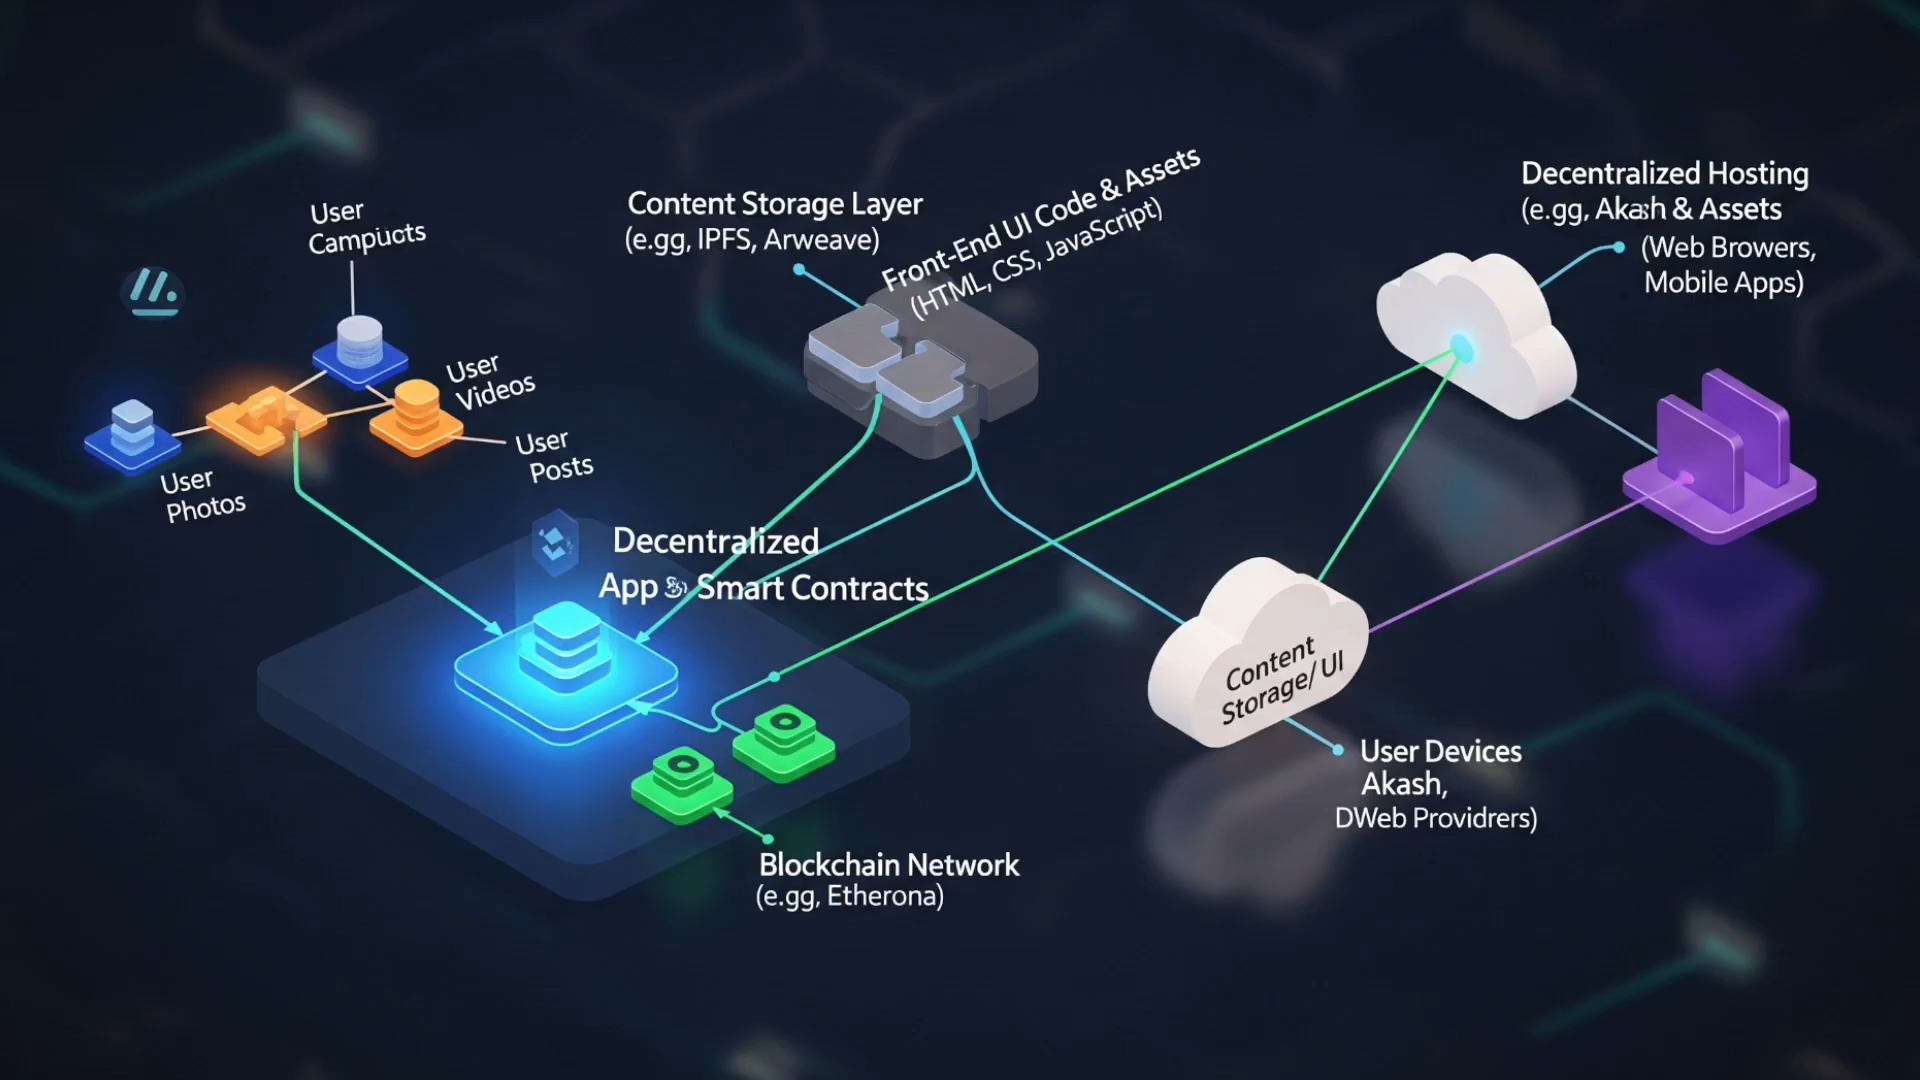 User
Campiuots
User
Videos
User
Posts
User
Photos
Content Storage Layer
(e.gg, IPFS, Arweave)
Front-End UI Code & Assets
(HTML, CSS, JavaScript)
Decentralized Hosting
(e.gg, Akash & Assets
(Web Browers,
Mobile Apps)
Decentralized
App Smart Contracts
Content
Storage/ UI
User Devices
Akash,
DWeb Providrers)
Blockchain Network
(e.gg, Etherona)